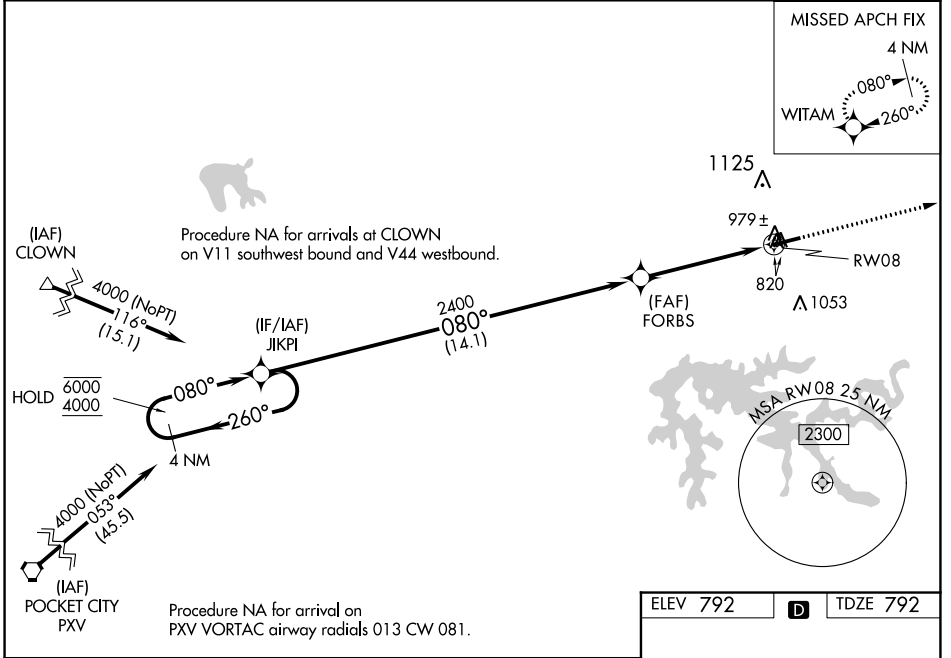 MISSED APCH FIX
4 NM
080°
260°
WITAM
1125
979 ±
RW08
820
1053
(IAF)
CLOWN
Procedure NA for arrivals at CLOWN
on V11 southwest bound and V44 westbound.
4000 (NoPT)
116°
(15.1)
(IF/IAF)
JIKPI
2400
080°
(14.1)
(FAF)
FORBS
HOLD
6000
4000
080°
260°
4 NM
MSA RW08 25 NM
2300
4000 (NoPT)
053°
(45.5)
(IAF)
POCKET CITY
PXV
Procedure NA for arrival on
PXV VORTAC airway radials 013 CW 081.
ELEV 792
D
TDZE 792